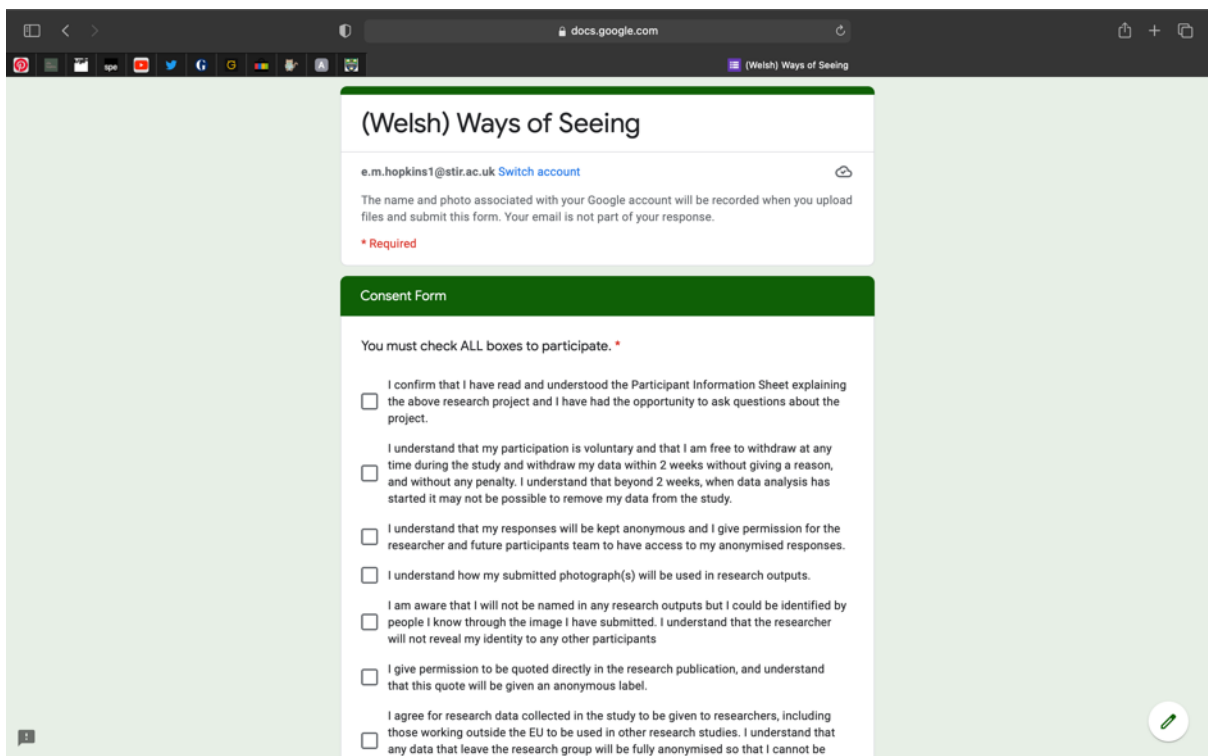 docs.google.com
spe
G
G
A
(Welsh) Ways of Seeing
(Welsh) Ways of Seeing
e.m.hopkins1@stir.ac.uk Switch account
The name and photo associated with your Google account will be recorded when you upload
files and submit this form. Your email is not part of your response.
* Required
Consent Form
You must check ALL boxes to participate. *
I confirm that I have read and understood the Participant Information Sheet explaining
the above research project and I have had the opportunity to ask questions about the
project.
I understand that my participation is voluntary and that I am free to withdraw at any
time during the study and withdraw my data within 2 weeks without giving a reason,
and without any penalty. I understand that beyond 2 weeks, when data analysis has
started it may not be possible to remove my data from the study.
I understand that my responses will be kept anonymous and I give permission for the
researcher and future participants team to have access to my anonymised responses.
I understand how my submitted photograph(s) will be used in research outputs.
I am aware that I will not be named in any research outputs but I could be identified by
people I know through the image I have submitted. I understand that the researcher
will not reveal my identity to any other participants
I give permission to be quoted directly in the research publication, and understand
that this quote will be given an anonymous label.
I agree for research data collected in the study to be given to researchers, including
those working outside the EU to be used in other research studies. I understand that
any data that leave the research group will be fully anonymised so that I cannot be